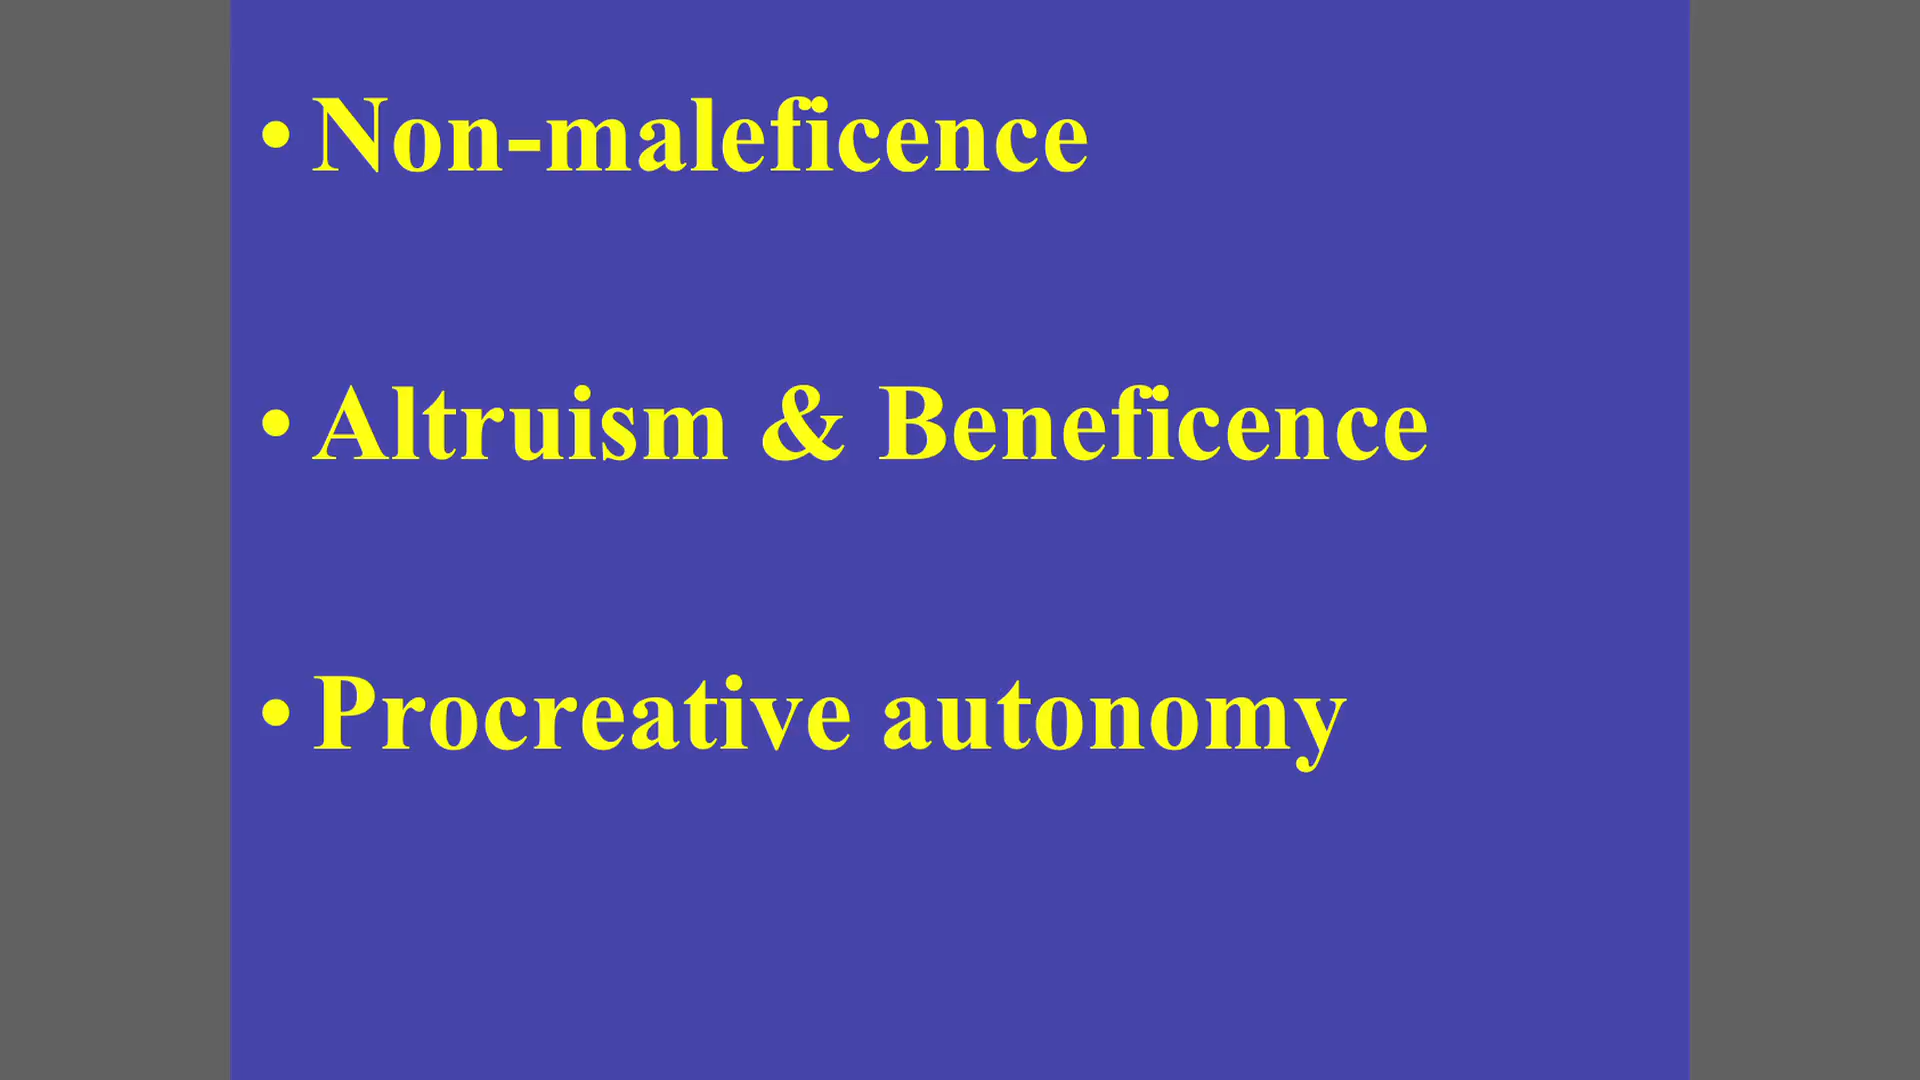 • Non-maleficence
• Altruism & Beneficence
• Procreative autonomy